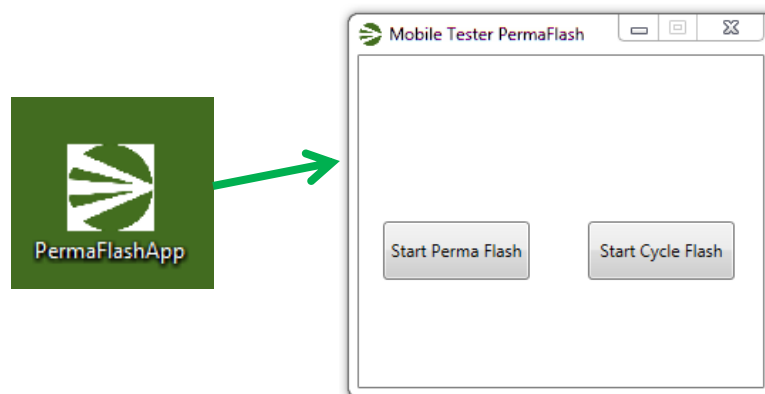 Mobile Tester PermaFlash
PermaFlashApp
Start Perma Flash
Start Cycle Flash